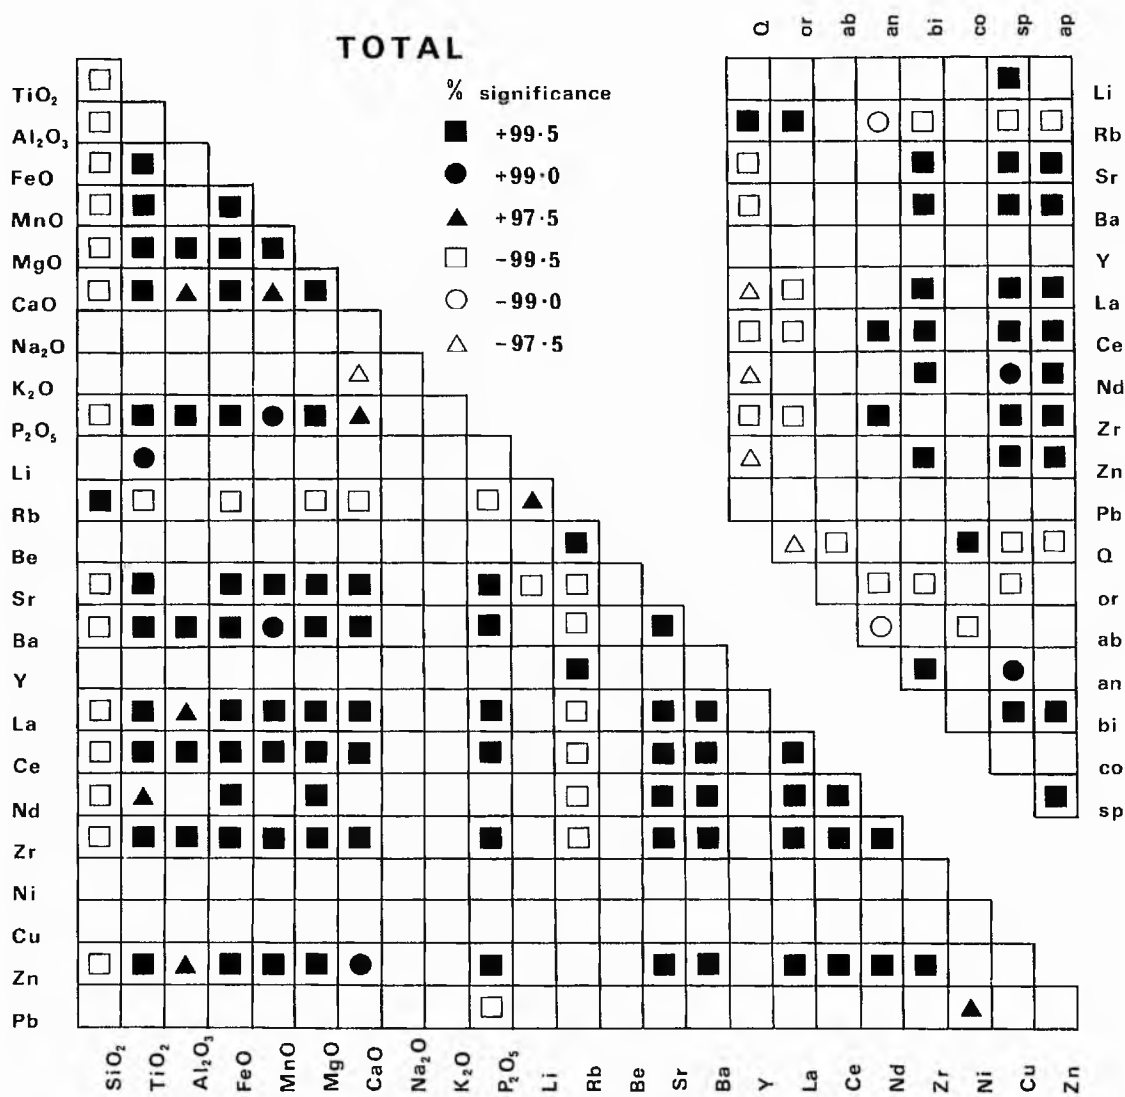 Q or ab an bi co sp ap
TOTAL
% significance
+99·5
+99·0
+97·5
-99·5
-99·0
-97·5
TiO₂
Al₂O₃
FeO
MnO
MgO
CaO
Na₂O
K₂O
P₂O₅
Li
Rb
Be
Sr
Ba
Y
La
Ce
Nd
Zr
Ni
Cu
Zn
Pb
Li
Rb
Sr
Ba
Y
La
Ce
Nd
Zr
Zn
Pb
Q
or
ab
an
bi
co
sp
SiO₂ TiO₂ Al₂O₃ FeO MnO MgO CaO Na₂O K₂O P₂O₅ Li Rb Be Sr Ba Y La Ce Nd Zr Ni Cu Zn